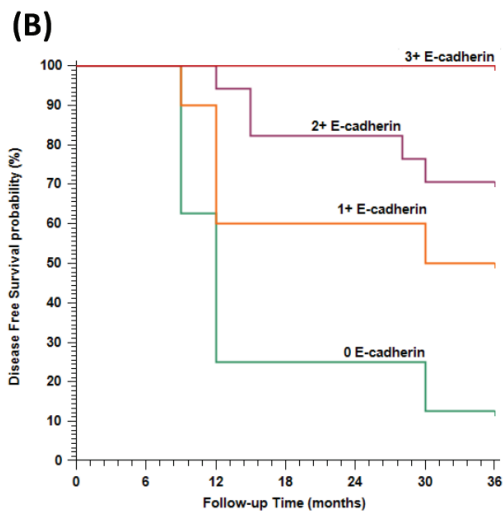 (B)
3+ E-cadherin
2+ E-cadherin
1+ E-cadherin
0 E-cadherin
Disease Free Survival probability (%)
100
90
80
70
60
50
40
30
20
10
0
0 6 12 18 24 30 36
Follow-up Time (months)